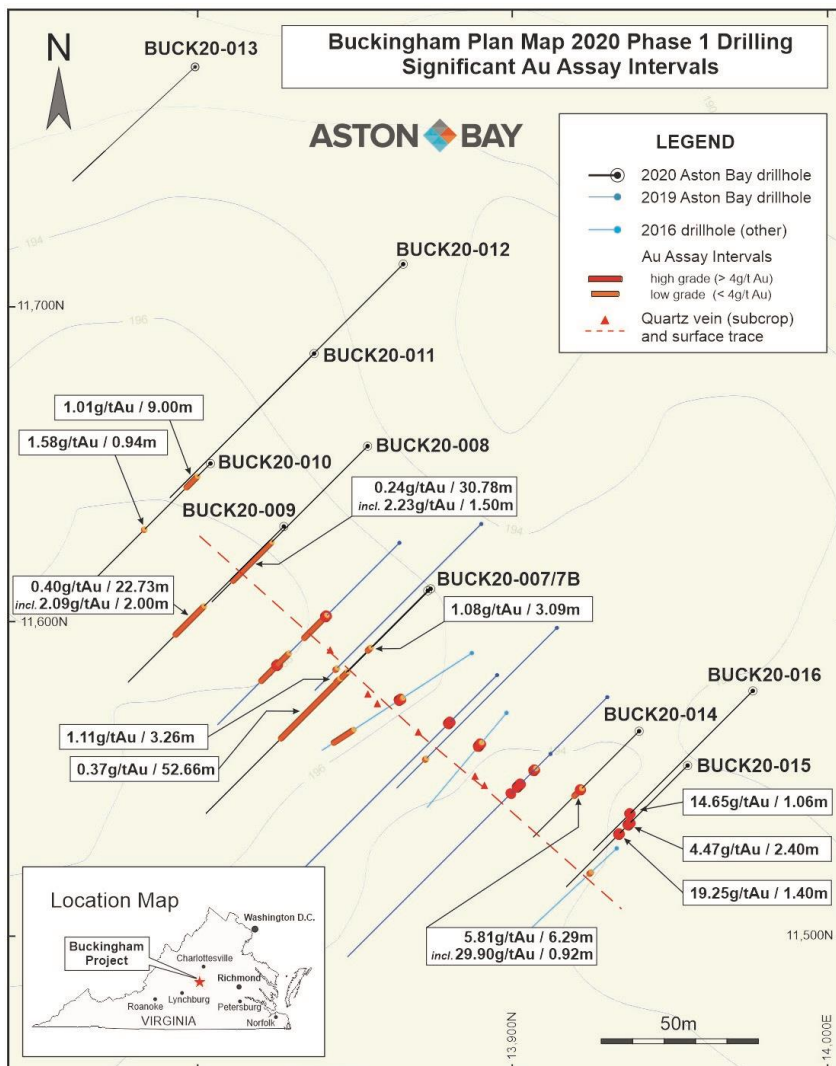 Buckingham Plan Map 2020 Phase 1 Drilling
Significant Au Assay Intervals
N
BUCK20-013
190
ASTON BAY
LEGEND
2020 Aston Bay drillhole
2019 Aston Bay drillhole
2016 drillhole (other)
Au Assay Intervals
high grade (> 4g/t Au)
low grade (< 4g/t Au)
Quartz vein (subcrop)
and surface trace
194
BUCK20-012
11,700N
196
BUCK20-011
1.01g/tAu / 9.00m
1.58g/tAu / 0.94m
BUCK20-010
BUCK20-008
BUCK20-009
0.24g/tAu / 30.78m
incl. 2.23g/tAu / 1.50m
194
0.40g/tAu / 22.73m
incl. 2.09g/tAu / 2.00m
BUCK20-007/7B
11,600N
1.08g/tAu / 3.09m
BUCK20-016
BUCK20-014
1.11g/tAu / 3.26m
0.37g/tAu / 52.66m
196
BUCK20-015
14.65g/tAu / 1.06m
4.47g/tAu / 2.40m
19.25g/tAu / 1.40m
5.81g/tAu / 6.29m
incl. 29.90g/tAu / 0.92m
11,500N
Location Map
Washington D.C.
Buckingham
Project
Charlottesville
Richmond
Lynchburg
Roanoke
Petersburg
VIRGINIA
Norfolk
13,900N
14,000E
50m